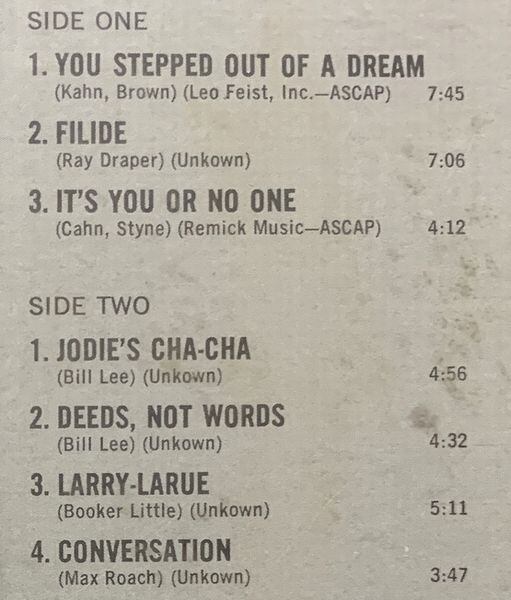 SIDE ONE
1. YOU STEPPED OUT OF A DREAM
(Kahn, Brown) (Leo Feist, Inc.—ASCAP) 7:45
2. FILIDE
(Ray Draper) (Unkown) 7:06
3. IT'S YOU OR NO ONE
(Cahn, Styne) (Remick Music—ASCAP) 4:12
SIDE TWO
1. JODIE'S CHA-CHA
(Bill Lee) (Unkown) 4:56
2. DEEDS, NOT WORDS
(Bill Lee) (Unkown) 4:32
3. LARRY-LARUE
(Booker Little) (Unkown) 5:11
4. CONVERSATION
(Max Roach) (Unkown) 3:47